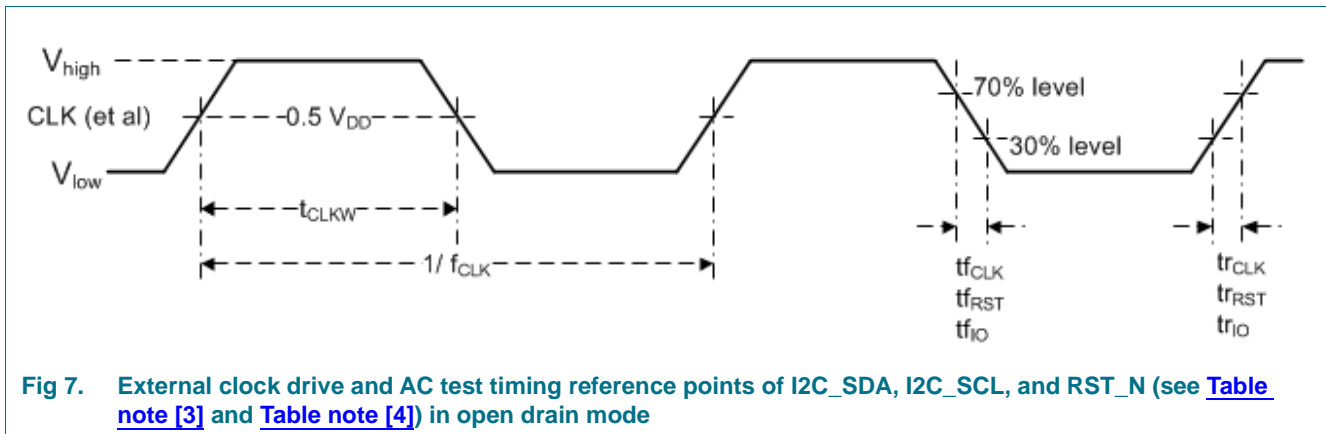 Vhigh
CLK (et al)
0.5 VDD
Vlow
tCLKW
1/ fCLK
70% level
30% level
tfCLK
tfRST
tfIO
trCLK
trRST
trIO
Fig 7. External clock drive and AC test timing reference points of I2C_SDA, I2C_SCL, and RST_N (see Table
note [3] and Table note [4]) in open drain mode